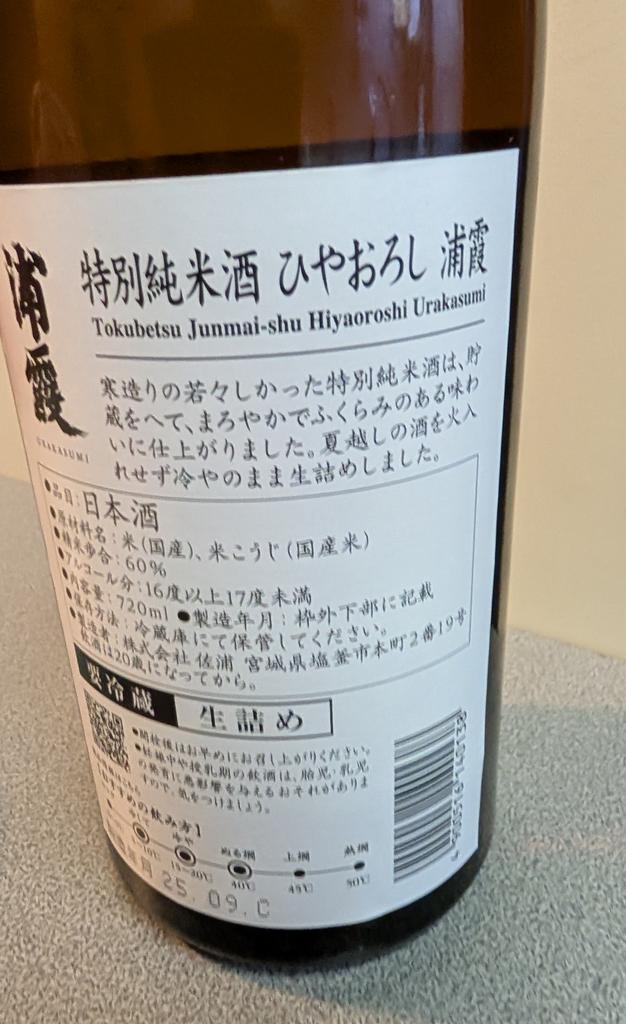 浦霞
URAKASUMI
特別純米酒 ひやおろし 浦霞
Tokubetsu Junmai-shu Hiyaoroshi Urakasumi
寒造りの若々しかった特別純米酒は、貯
蔵をへて、まろやかでふくらみのある味わ
いに仕上がりました。夏越しの酒を火入
れせず冷やのまま生詰めしました。
●品目:日本酒
●原材料名:米(国産)、米こうじ(国産米)
●精米歩合:60%
●アルコール分:16度以上17度未満
●内容量:720ml ●製造年月:枠外下部に記載
●保存方法:冷蔵庫にて保管してください。
●製造者:株式会社佐浦 宮城県塩釜市本町2番19号
飲酒は20歳になってから。
要冷蔵 生詰め
●開栓後はお早めにお召し上がりください。
●妊娠中や授乳期の飲酒は、胎児・乳児
の発育に悪影響を与えるおそれがありま
すので、気をつけましょう。
おすすめの飲み方]
冷や ぬる燗 上燗 熱燗
15~20℃ 40℃ 45℃ 50℃
25.09.C